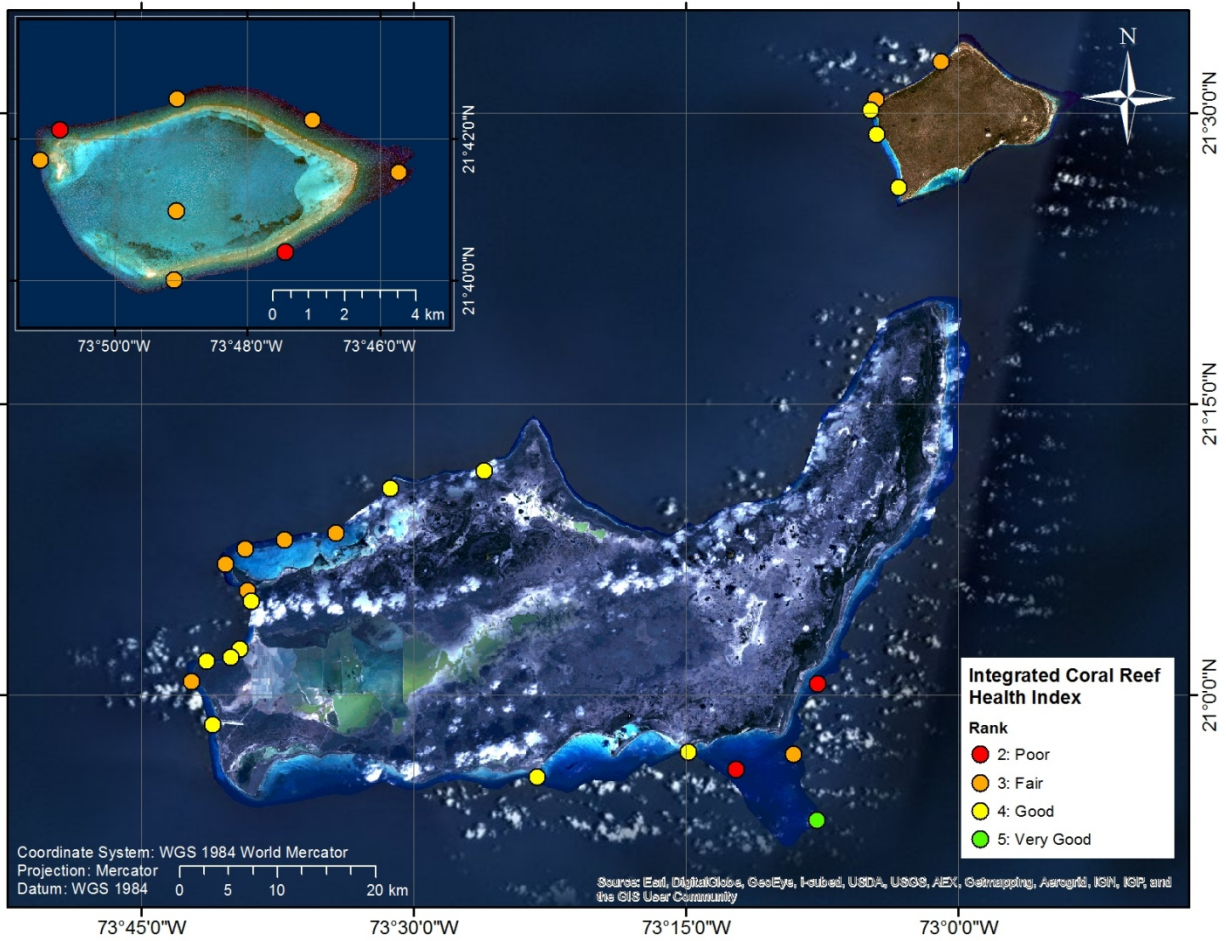 N
21°42'0"N
21°40'0"N
0 1 2 4 km
73°50'0"W 73°48'0"W 73°46'0"W
21°30'0"N
21°15'0"N
21°0'0"N
Integrated Coral Reef
Health Index
Rank
2: Poor
3: Fair
4: Good
5: Very Good
Coordinate System: WGS 1984 World Mercator
Projection: Mercator
Datum: WGS 1984
0 5 10 20 km
Source: Esri, DigitalGlobe, GeoEye, i-cubed, USDA, USGS, AEX, Getmapping, Aerogrid, IGN, IGP, and
the GIS User Community
73°45'0"W 73°30'0"W 73°15'0"W 73°0'0"W